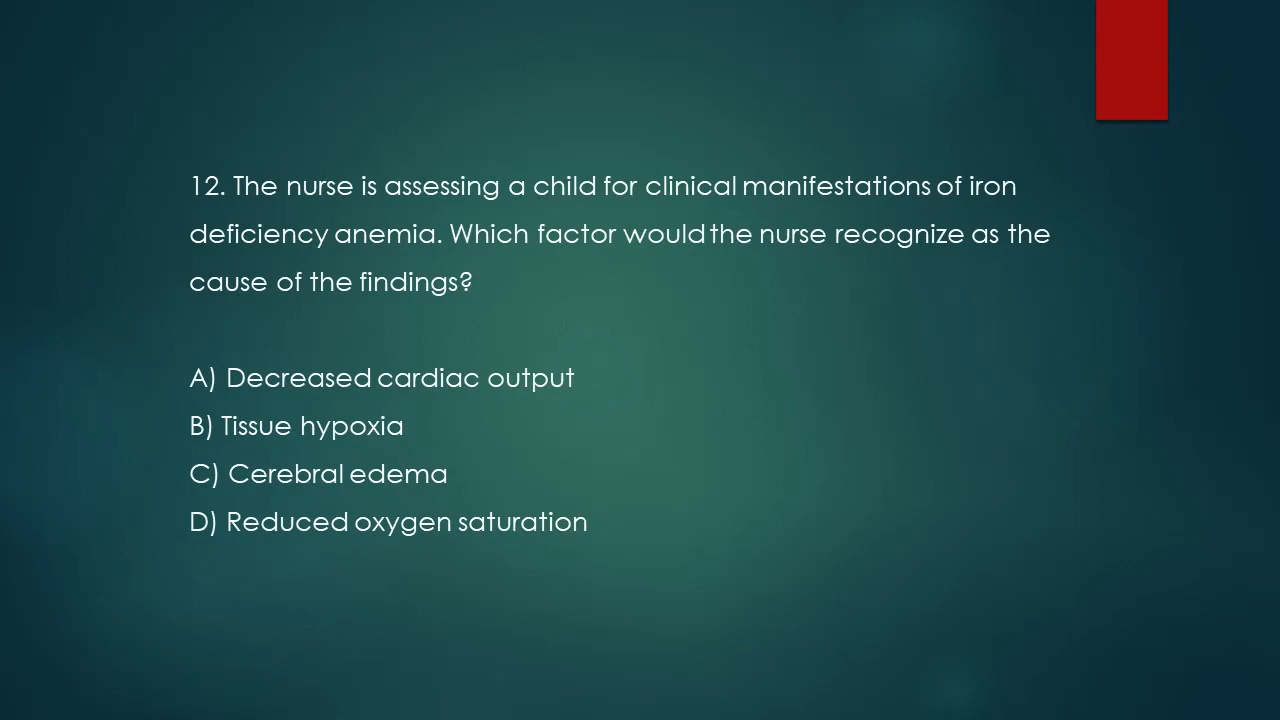 12. The nurse is assessing a child for clinical manifestations of iron
deficiency anemia. Which factor would the nurse recognize as the
cause of the findings?
A) Decreased cardiac output
B) Tissue hypoxia
C) Cerebral edema
D) Reduced oxygen saturation